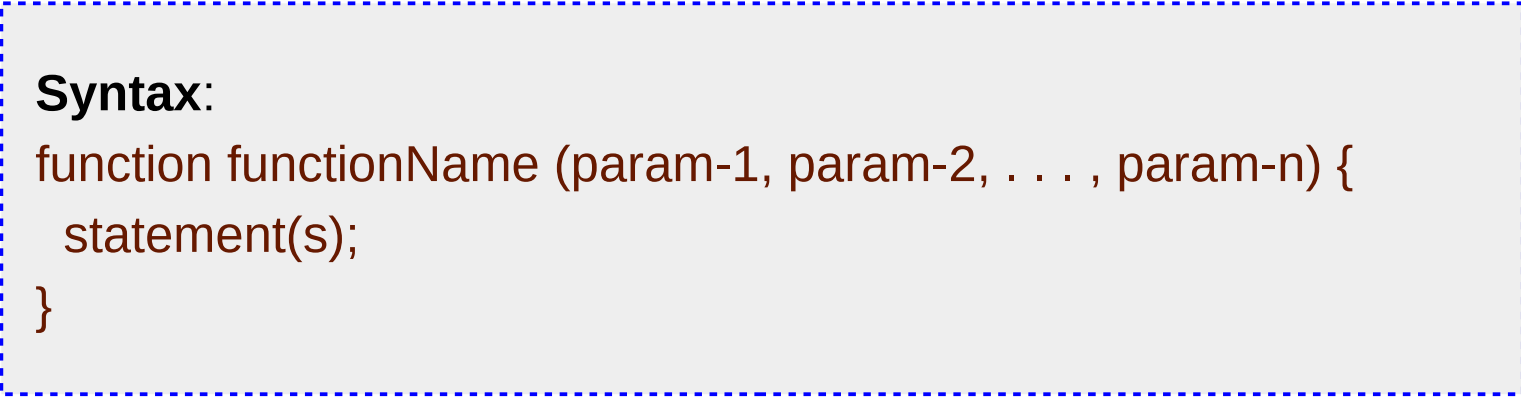 Syntax:
function functionName (param-1, param-2, . . . , param-n) {
statement(s);
}